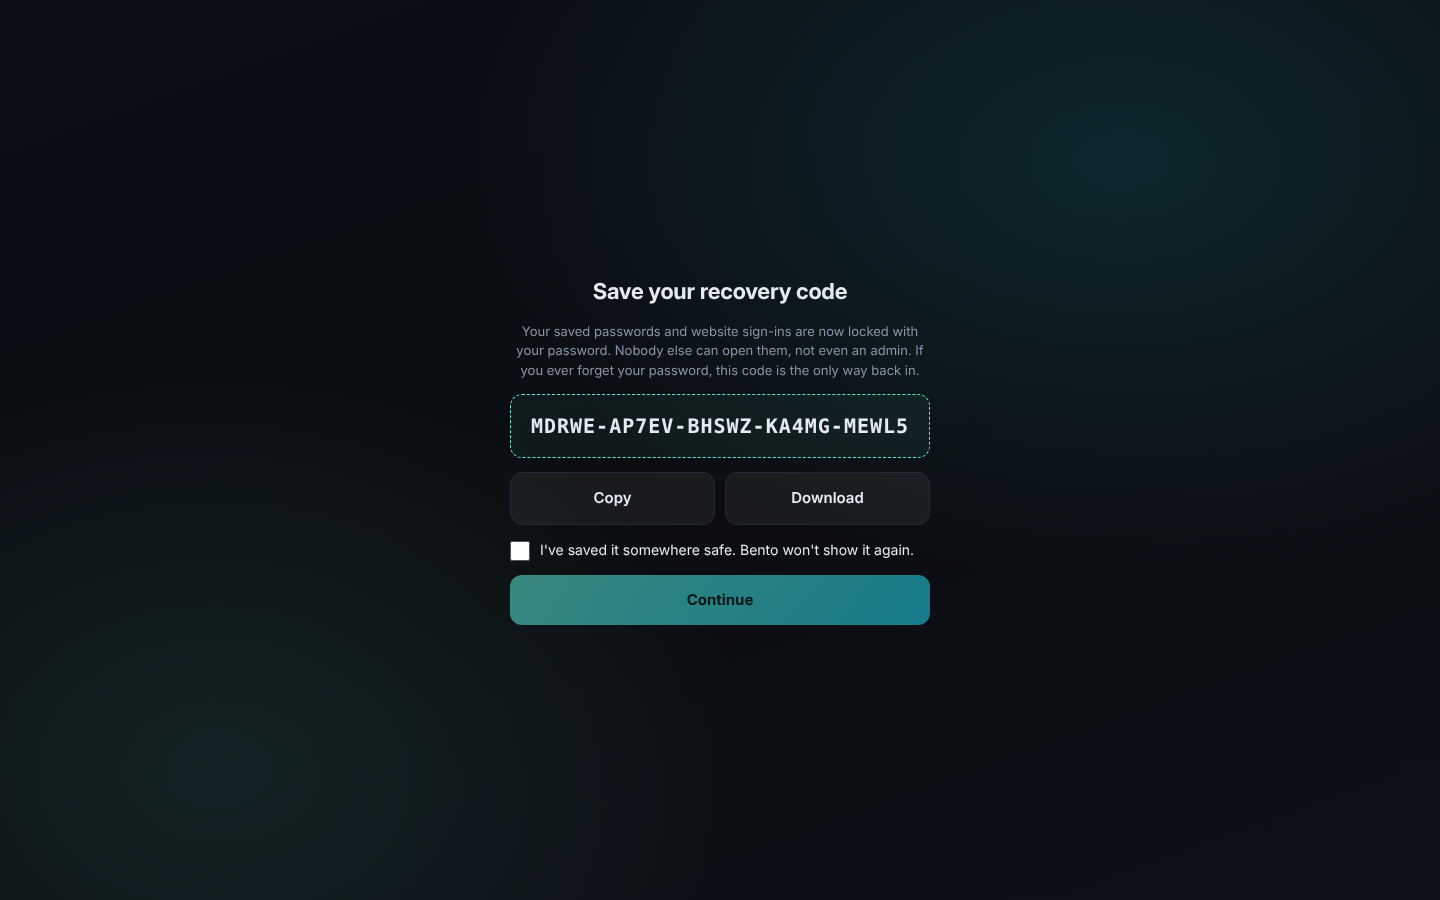 Save your recovery code
Your saved passwords and website sign-ins are now locked with
your password. Nobody else can open them, not even an admin. If
you ever forget your password, this code is the only way back in.
MDRWE-AP7EV-BHSWZ-KA4MG-MEWL5
Copy
Download
I've saved it somewhere safe. Bento won't show it again.
Continue